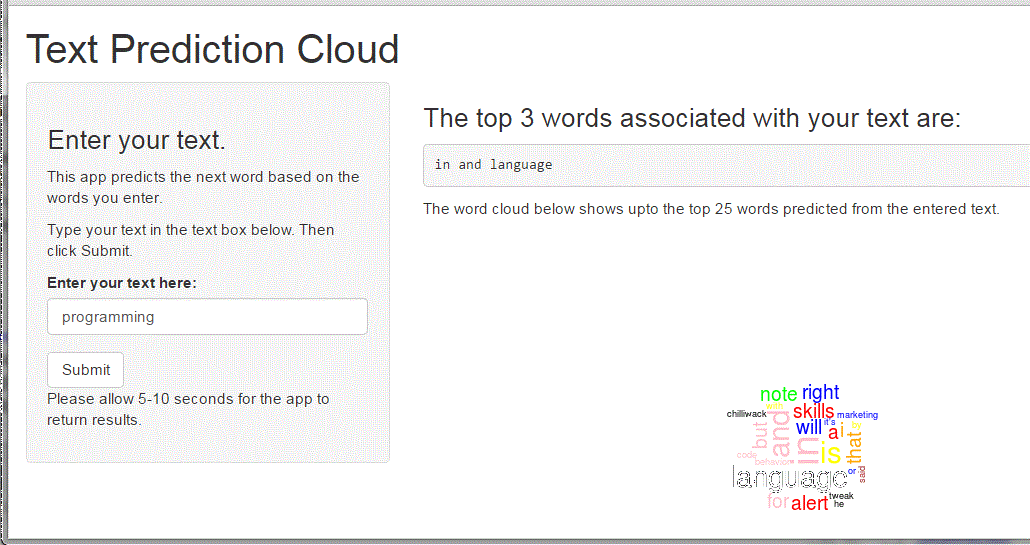 Text Prediction Cloud
Enter your text.
This app predicts the next word based on the
words you enter.
Type your text in the text box below. Then
click Submit.
Enter your text here:
programming
Submit
Please allow 5-10 seconds for the app to
return results.
The top 3 words associated with your text are:
in and language
The word cloud below shows upto the top 25 words predicted from the entered text.
note right
chilliwack skills marketing
but and will it's
a i
in is that
code
behavior
language or said
for alert tweak
he